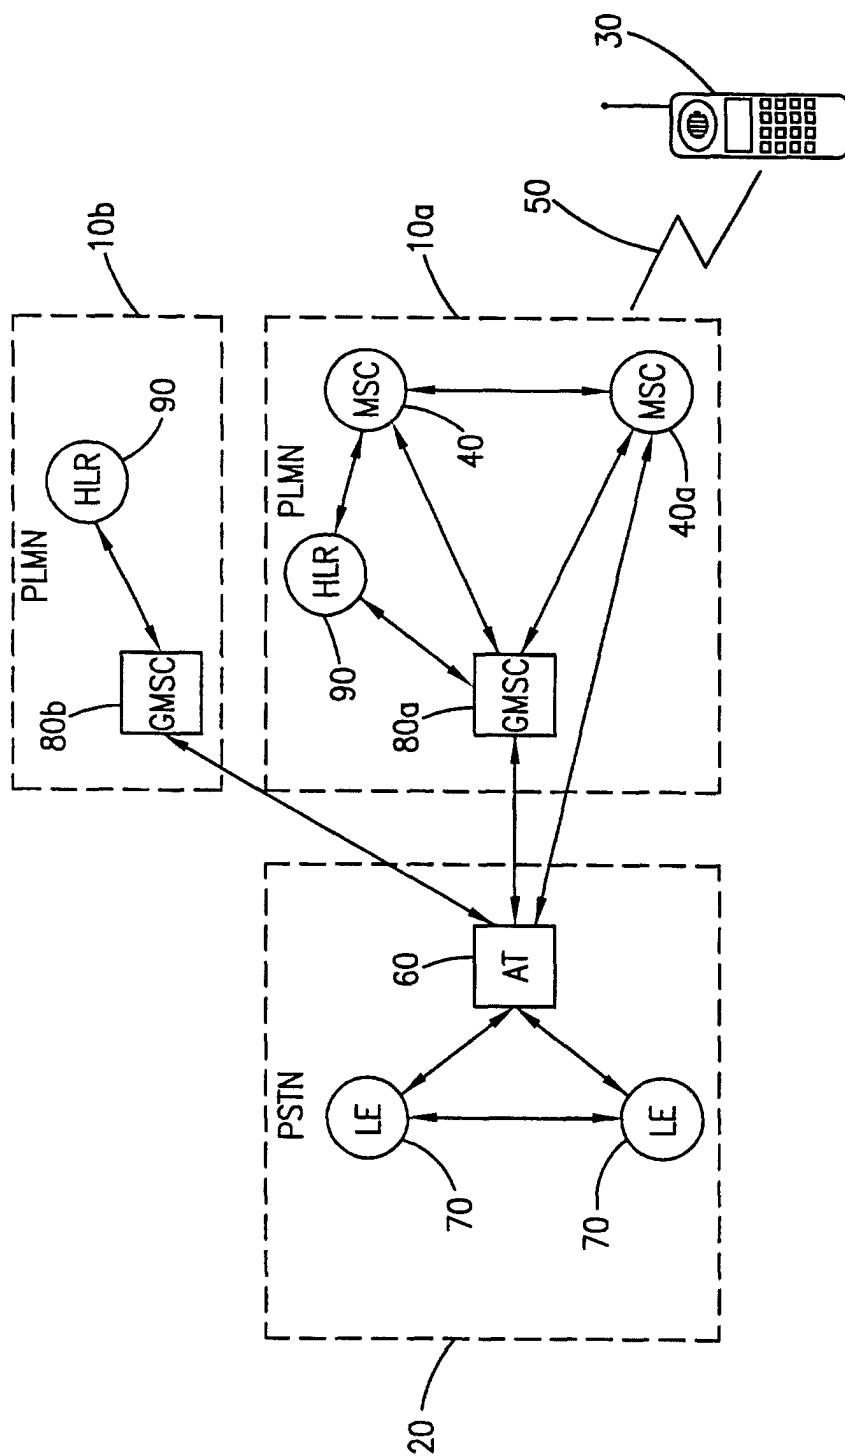 PLMN
80b
HLR
10b
GMSC
90
PSTN
PLMN
HLR
90
LE
MSC
20
60
80a
10a
70
40
AT
GMSC
50
30
70
LE
MSC
40a